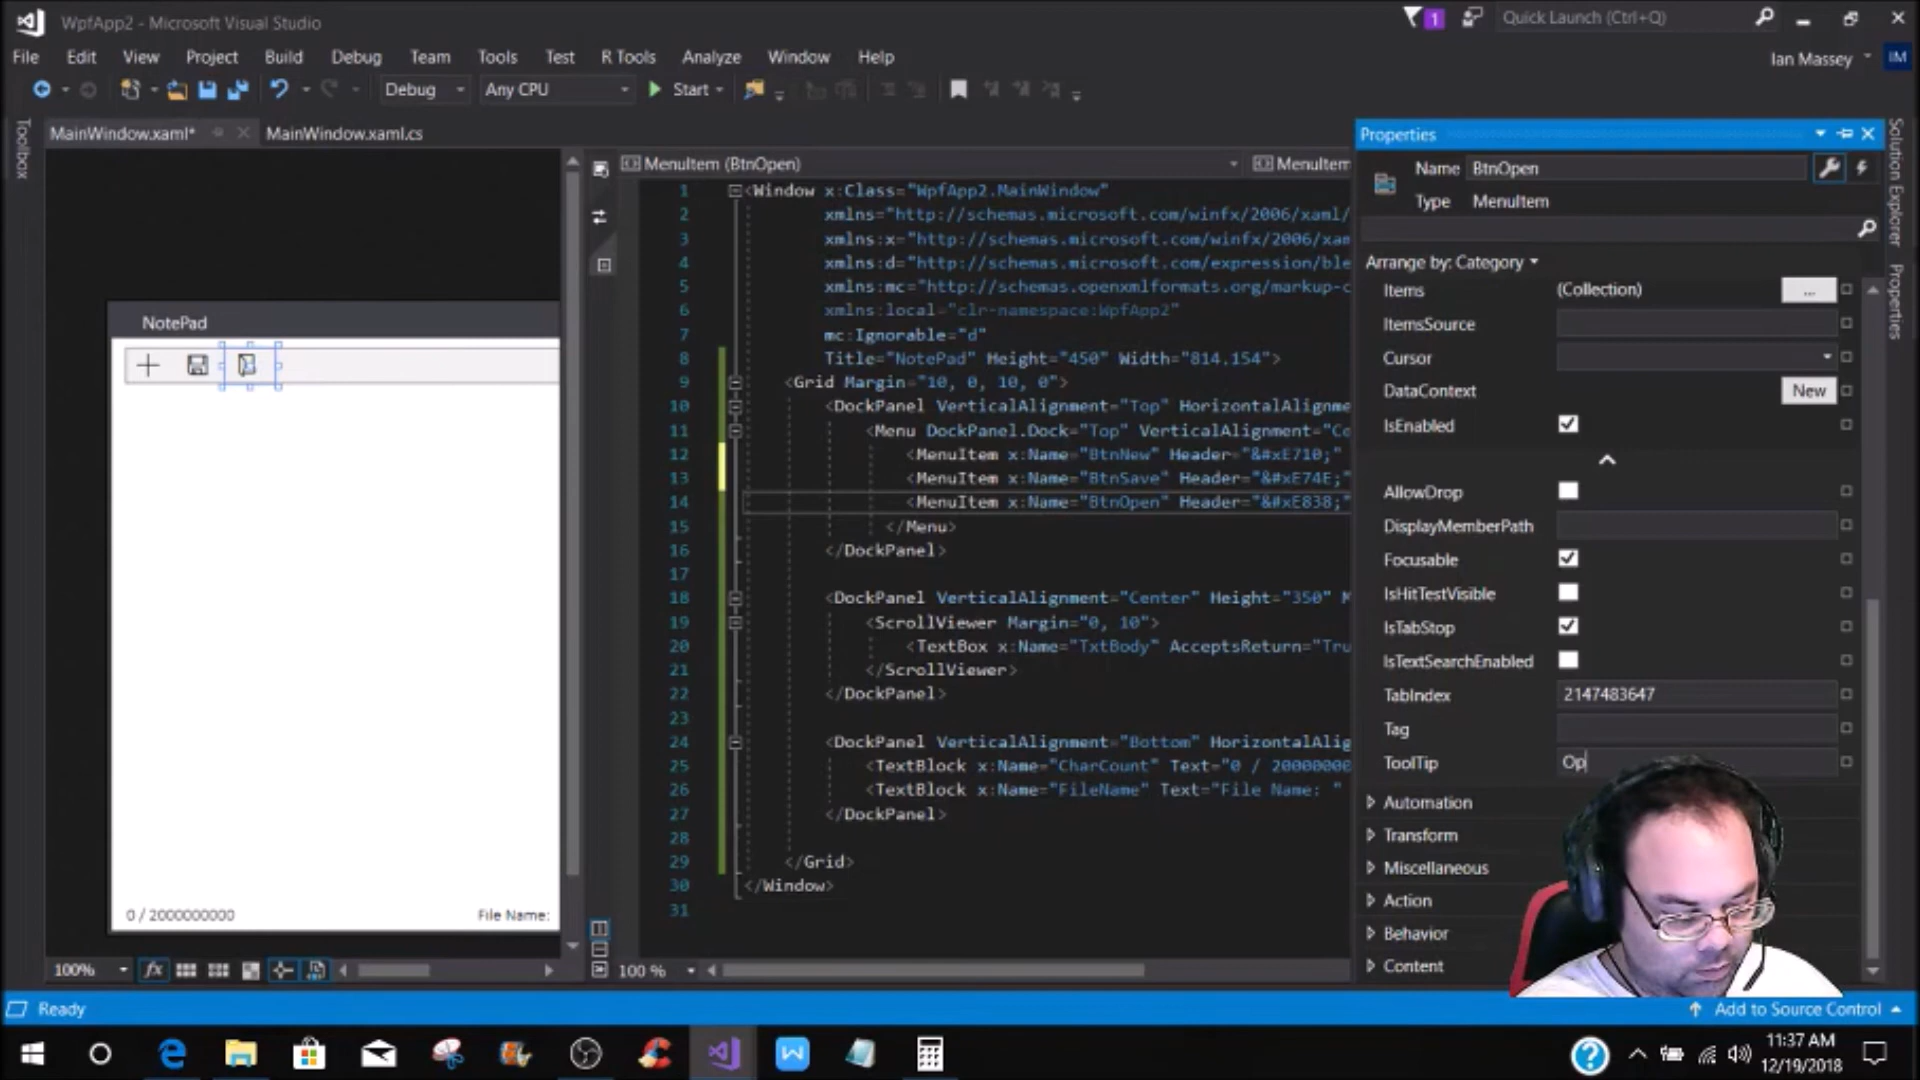 WpfApp2 - Microsoft Visual Studio
1
Quick Launch (Ctrl+Q)
File Edit View Project Build Debug Team Tools Test R Tools Analyze Window Help
Ian Massey IM
Debug Any CPU Start
MainWindow.xaml* MainWindow.xaml.cs
Toolbox
NotePad
0 / 2000000000 File Name:
100%
MenuItem (BtnOpen) MenuItem
1 <Window x:Class="WpfApp2.MainWindow"
2 xmlns="http://schemas.microsoft.com/winfx/2006/xaml/
3 xmlns:x="http://schemas.microsoft.com/winfx/2006/xam
4 xmlns:d="http://schemas.microsoft.com/expression/ble
5 xmlns:mc="http://schemas.openxmlformats.org/markup-c
6 xmlns:local="clr-namespace:WpfApp2"
7 mc:Ignorable="d"
8 Title="NotePad" Height="450" Width="814.154">
9 <Grid Margin="10, 0, 10, 0">
10 <DockPanel VerticalAlignment="Top" HorizontalAlignme
11 <Menu DockPanel.Dock="Top" VerticalAlignment="Ce
12 <MenuItem x:Name="BtnNew" Header="&#xE710;"
13 <MenuItem x:Name="BtnSave" Header="&#xE74E;"
14 <MenuItem x:Name="BtnOpen" Header="&#xE838;"
15 </Menu>
16 </DockPanel>
17
18 <DockPanel VerticalAlignment="Center" Height="350" M
19 <ScrollViewer Margin="0, 10">
20 <TextBox x:Name="TxtBody" AcceptsReturn="Tru
21 </ScrollViewer>
22 </DockPanel>
23
24 <DockPanel VerticalAlignment="Bottom" HorizontalAlig
25 <TextBlock x:Name="CharCount" Text="0 / 200000000
26 <TextBlock x:Name="FileName" Text="File Name: "
27 </DockPanel>
28
29 </Grid>
30 </Window>
31
100 %
Properties
Name BtnOpen
Type MenuItem
Arrange by: Category
Items (Collection) ...
ItemsSource
Cursor
DataContext New
IsEnabled
AllowDrop
DisplayMemberPath
Focusable
IsHitTestVisible
IsTabStop
IsTextSearchEnabled
TabIndex 2147483647
Tag
ToolTip Op
Automation
Transform
Miscellaneous
Action
Behavior
Content
Solution Explorer
Properties
Ready
Add to Source Control
11:37 AM
12/19/2018